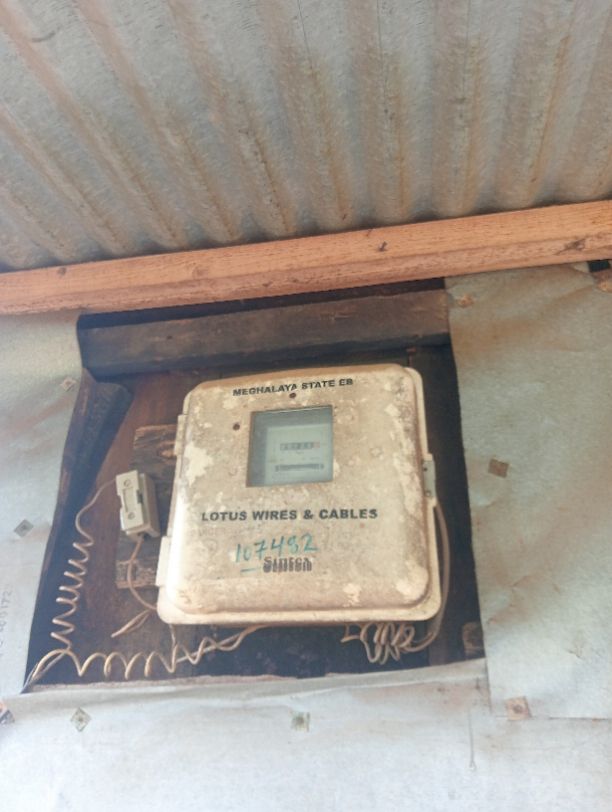 MEGHALAYA STATE EB
LOTUS WIRES & CABLES
107482
Sintex